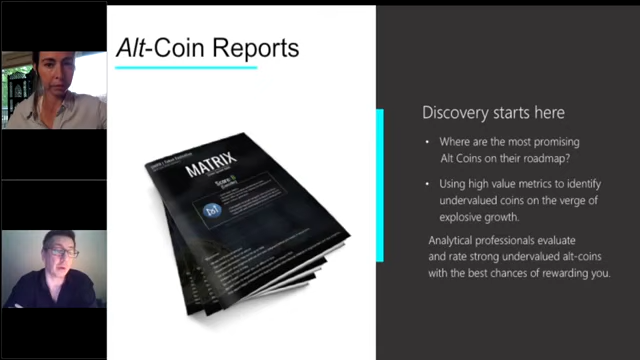 Alt-Coin Reports
MATRIX
Discovery starts here
• Where are the most promising
Alt Coins on their roadmap?
• Using high value metrics to identify
undervalued coins on the verge of
explosive growth.
Analytical professionals evaluate
and rate strong undervalued alt-coins
with the best chances of rewarding you.